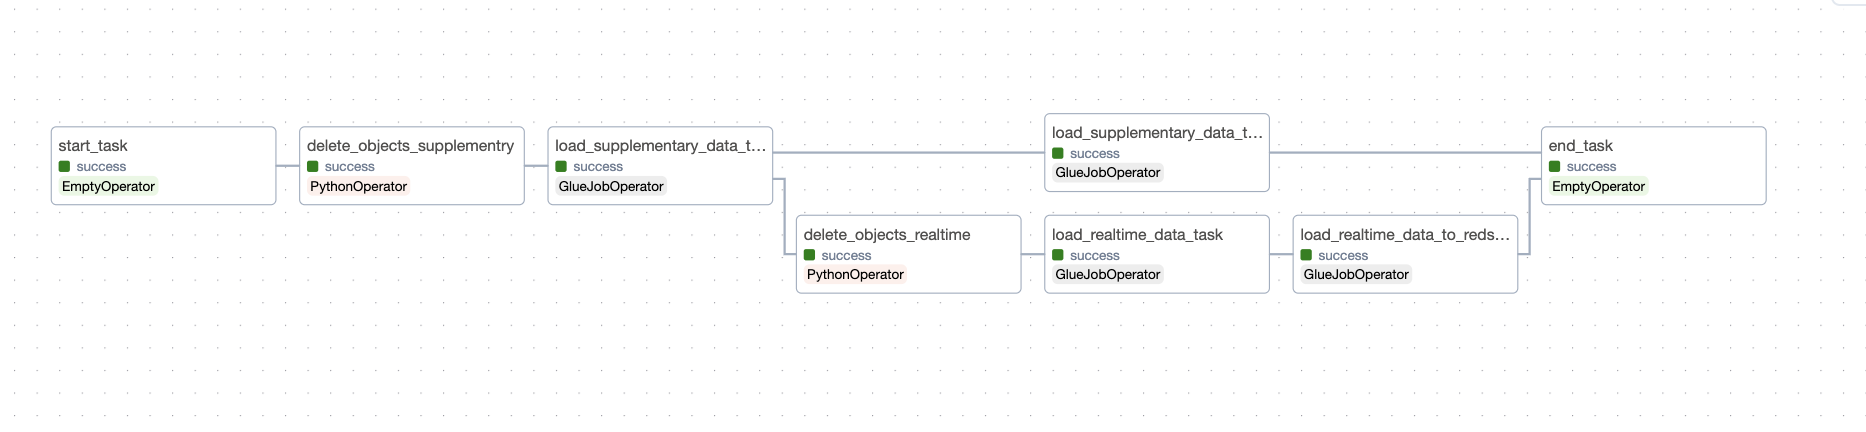 start_task
success
EmptyOperator
delete_objects_supplementry
success
PythonOperator
load_supplementary_data_t...
success
GlueJobOperator
load_supplementary_data_t...
success
GlueJobOperator
end_task
success
EmptyOperator
delete_objects_realtime
success
PythonOperator
load_realtime_data_task
success
GlueJobOperator
load_realtime_data_to_reds...
success
GlueJobOperator